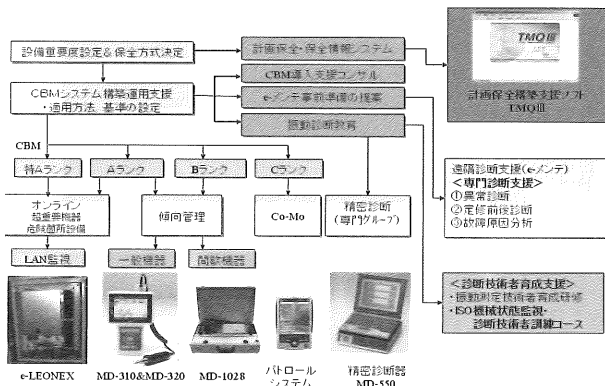 設備重要度設定&保全方式決定
CBMシステム構築運用支援
・適用方法、基準の設定
計画保全・保全情報システム
CBM導入支援コンサル
e-メンテ事前準備の提案
振動診断教育
TMQⅢ
計画保全構築支援ソフト
TMQⅢ
CBM
特Aランク
Aランク
Bランク
Cランク
オンライン
超重要機器
危険箇所設備
傾向管理
Co-Mo
精密診断
(専門グループ)
LAN監視
一般機器
間歇機器
遠隔診断支援(e-メンテ)
<専門診断支援>
①異常診断
②定修前後診断
③故障原因分析
<診断技術者育成支援>
・振動測定技術者育成研修
・ISO機械状態監視・
診断技術者訓練コース
e-LEONEX
MD-310&MD-320
MD-1028
パトロール
システム
精密診断器
MD-550